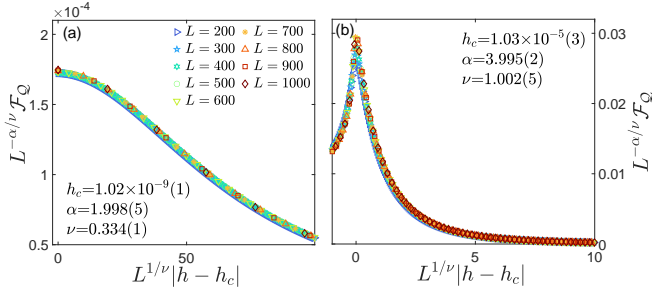 ×10⁻⁴
(a)
L = 200
L = 300
L = 400
L = 500
L = 600
L = 700
L = 800
L = 900
L = 1000
1.5
1
0.5
L^{-α/ν} 𝓕_𝒬
h_c=1.02×10⁻⁹(1)
α=1.998(5)
ν=0.334(1)
0
50
L^{1/ν}|h − h_c|
(b)
h_c=1.03×10⁻⁵(3)
α=3.995(2)
ν=1.002(5)
0.03
0.02
0.01
0
L^{-α/ν} 𝓕_𝒬
0
5
10
L^{1/ν}|h − h_c|